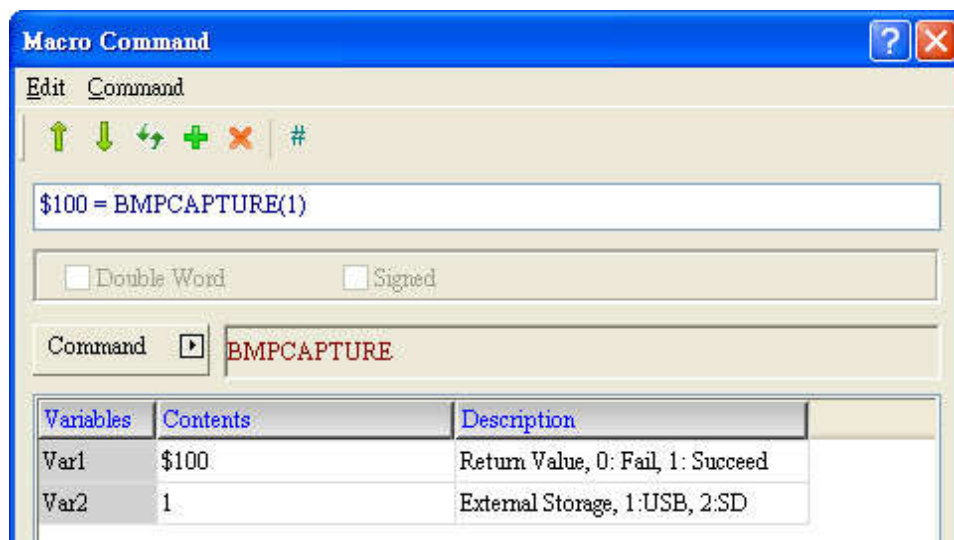 Macro Command
Edit Command
#
$100 = BMPCAPTURE(1)
Double Word Signed
Command BMPCAPTURE
Variables Contents Description
Var1 $100 Return Value, 0: Fail, 1: Succeed
Var2 1 External Storage, 1:USB, 2:SD